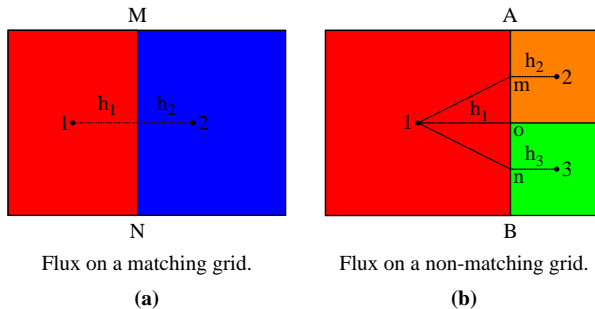 M
h1 h2
1 2
N
Flux on a matching grid.
(a)
A
h2
m 2
1 h1 o
h3
n 3
B
Flux on a non-matching grid.
(b)